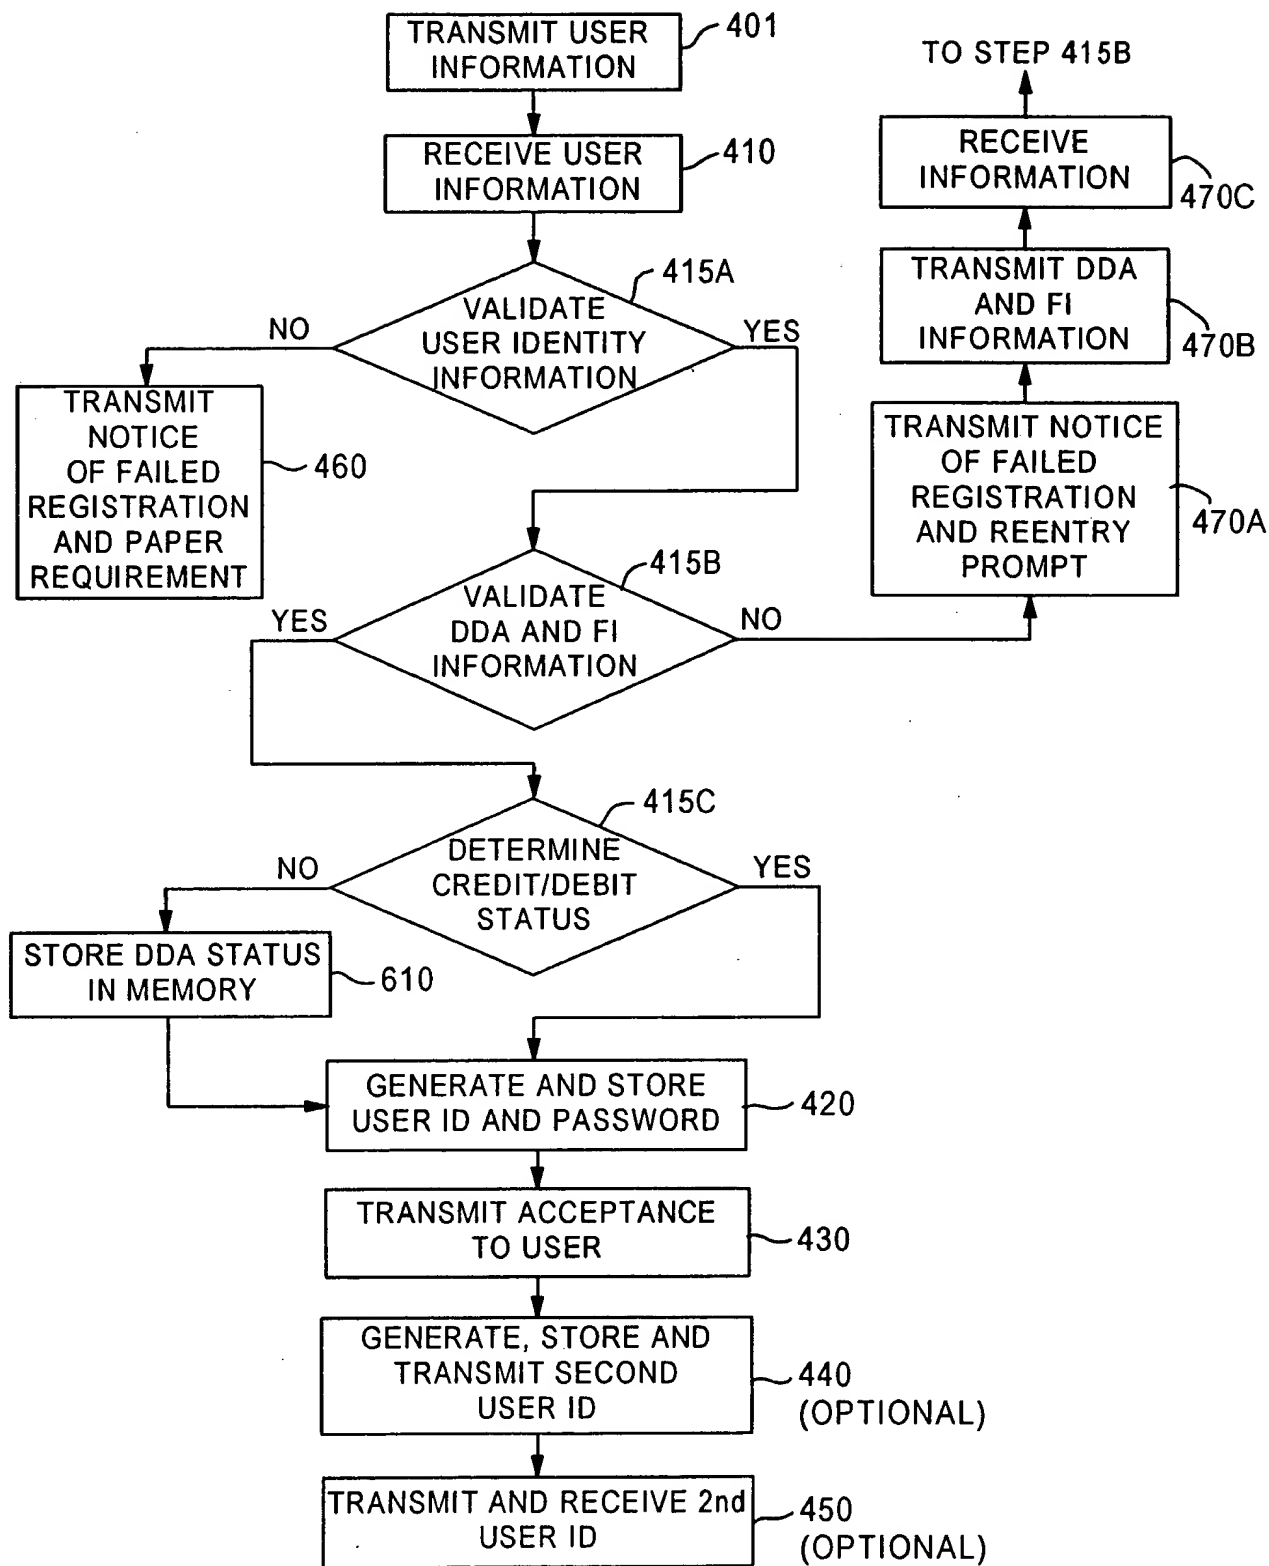 TRANSMIT USER
INFORMATION
401
RECEIVE USER
INFORMATION
410
VALIDATE
USER IDENTITY
INFORMATION
415A
NO
YES
TRANSMIT
NOTICE
OF FAILED
REGISTRATION
AND PAPER
REQUIREMENT
460
VALIDATE
DDA AND FI
INFORMATION
415B
YES
NO
TRANSMIT NOTICE
OF FAILED
REGISTRATION
AND REENTRY
PROMPT
470A
TRANSMIT DDA
AND FI
INFORMATION
470B
RECEIVE
INFORMATION
470C
TO STEP 415B
DETERMINE
CREDIT/DEBIT
STATUS
415C
NO
YES
STORE DDA STATUS
IN MEMORY
610
GENERATE AND STORE
USER ID AND PASSWORD
420
TRANSMIT ACCEPTANCE
TO USER
430
GENERATE, STORE AND
TRANSMIT SECOND
USER ID
440
(OPTIONAL)
TRANSMIT AND RECEIVE 2nd
USER ID
450
(OPTIONAL)